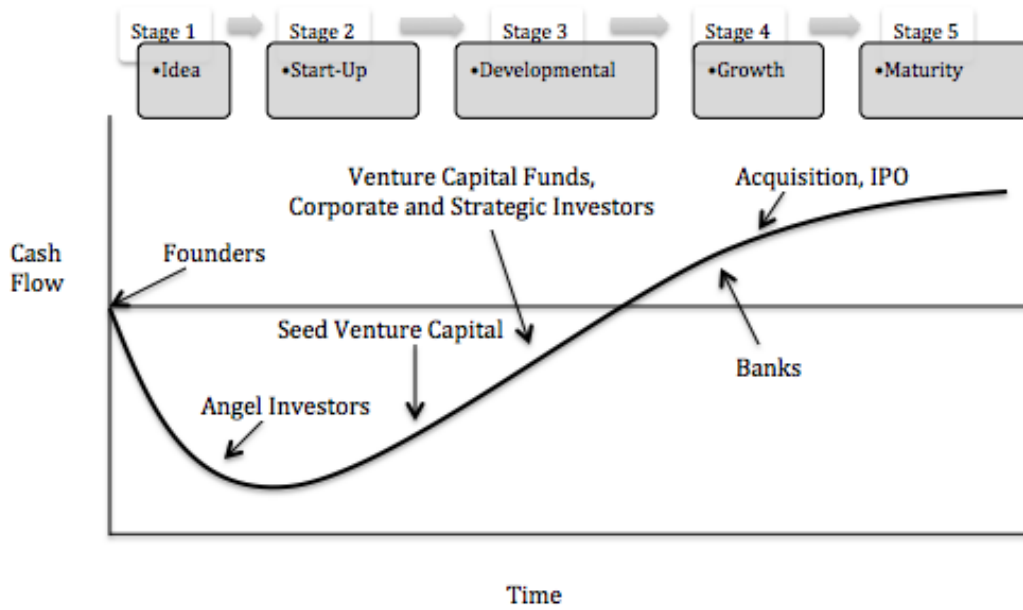 Stage 1
Stage 2
Stage 3
Stage 4
Stage 5
•Idea
•Start-Up
•Developmental
•Growth
•Maturity
Venture Capital Funds,
Corporate and Strategic Investors
Acquisition, IPO
Cash
Flow
Founders
Seed Venture Capital
Banks
Angel Investors
Time